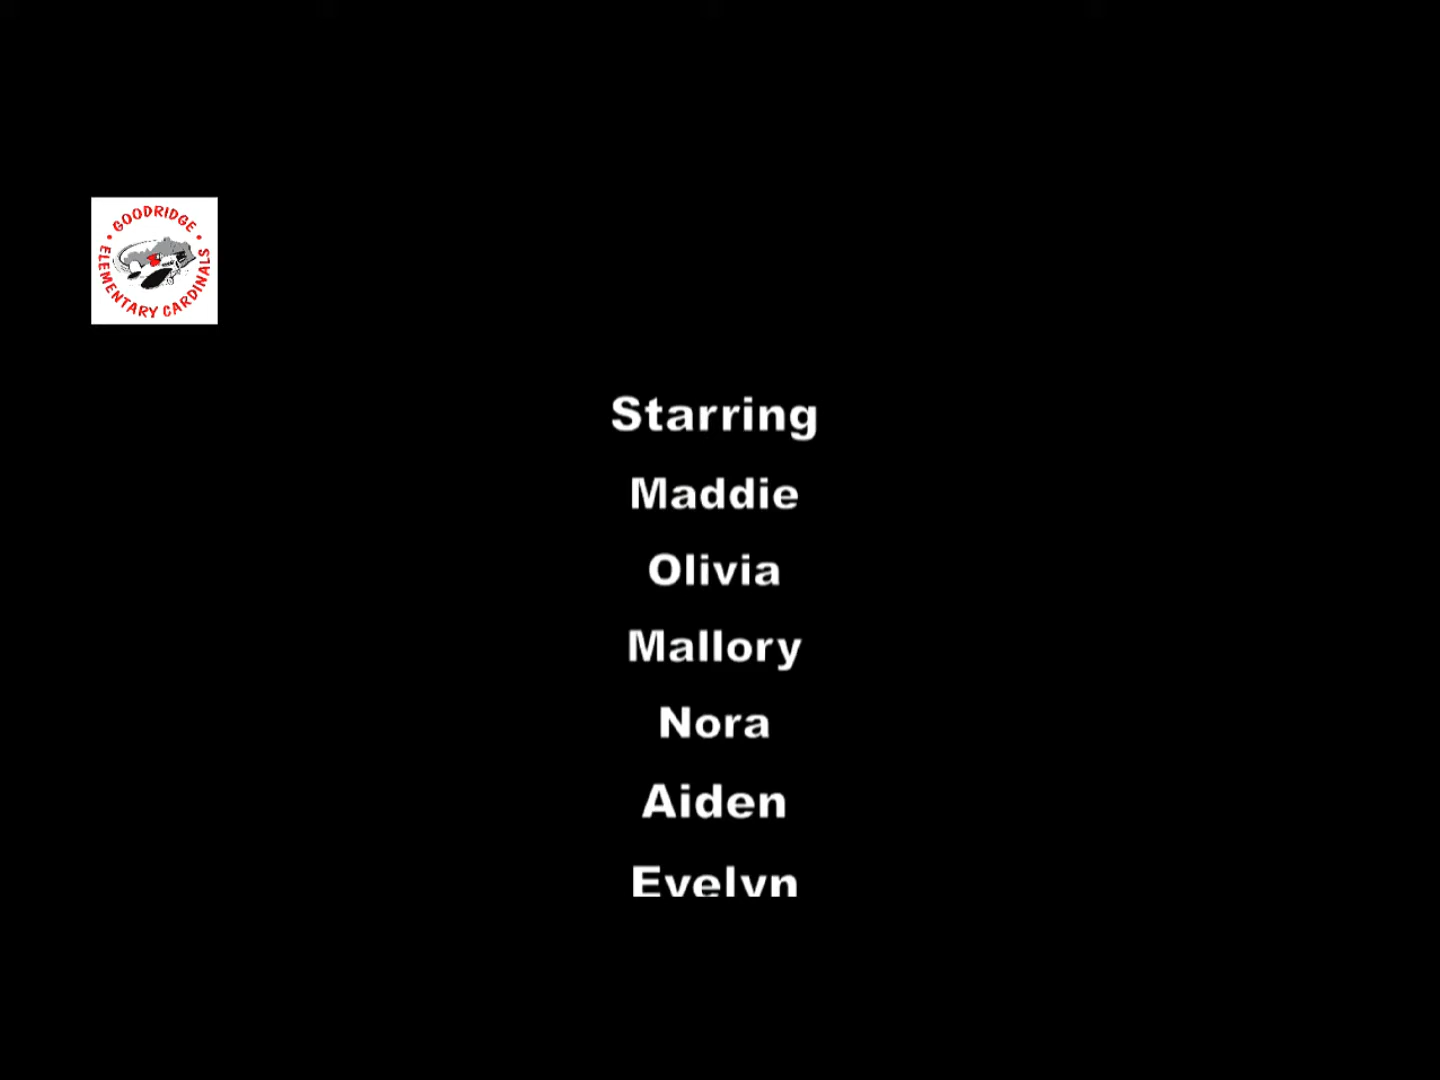 GOODRIDGE
ELEMENTARY CARDINALS
Starring
Maddie
Olivia
Mallory
Nora
Aiden
Evelyn